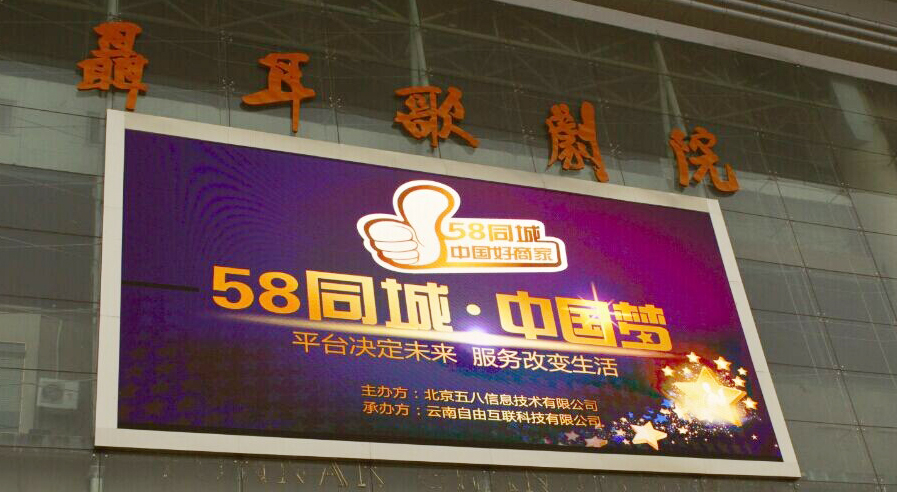 聶耳歌劇院
58同城
中国好商家
58同城·中国梦
平台决定未来 服务改变生活
主办方：北京五八信息技术有限公司
承办方：云南自由互联科技有限公司